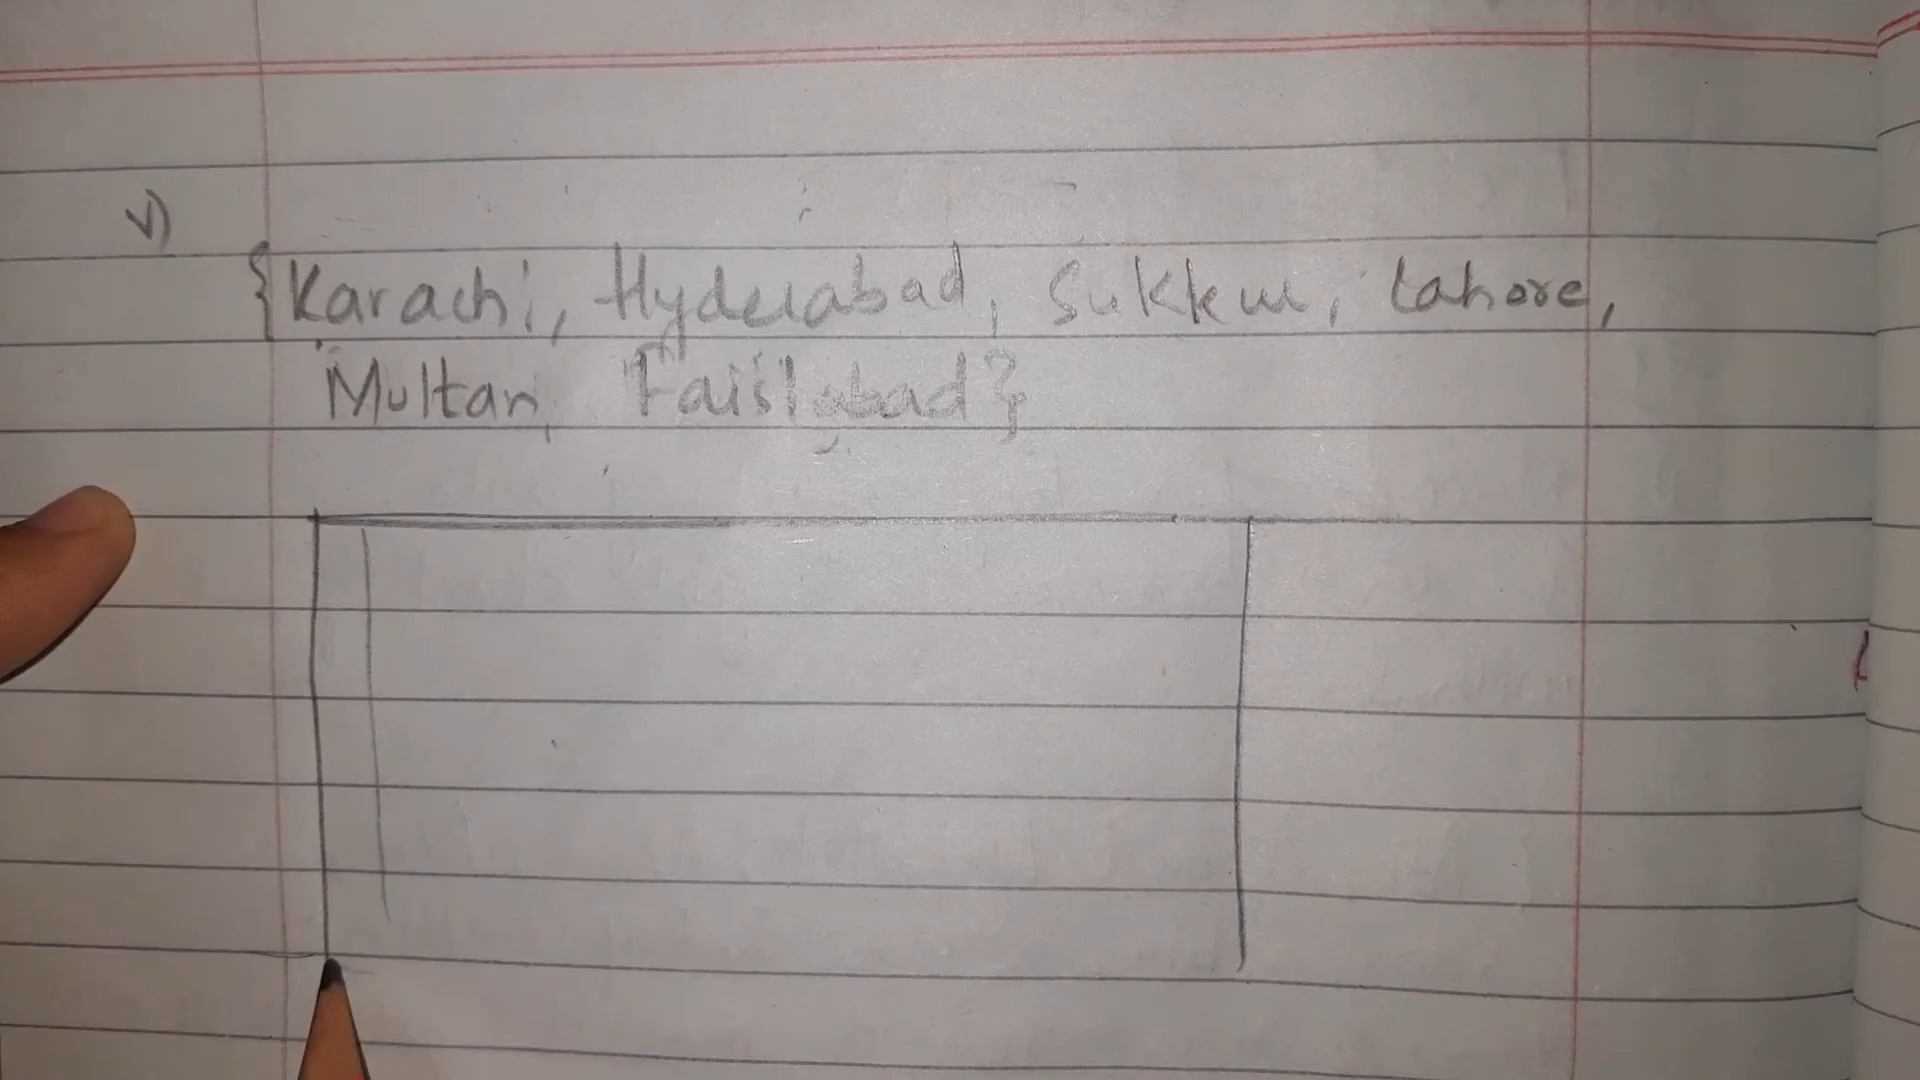 v)
{Karachi, Hyderabad, Sukkur, Lahore,
Multan, Faislabad}